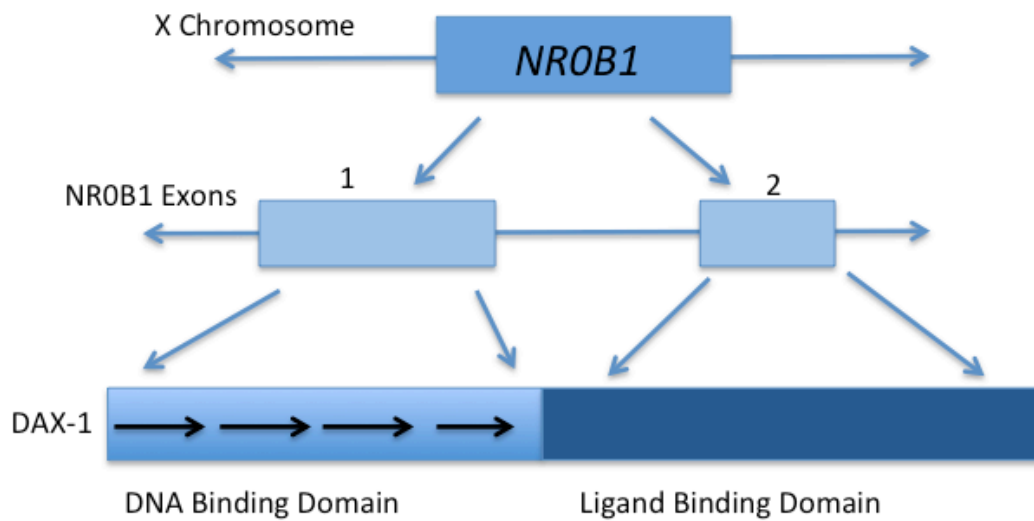 X Chromosome
NR0B1
1
2
NR0B1 Exons
DAX-1
DNA Binding Domain
Ligand Binding Domain